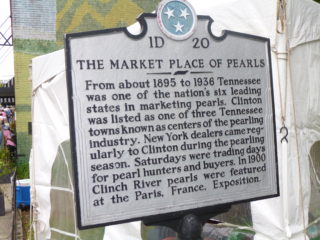 1D 20
THE MARKET PLACE OF PEARLS
From about 1895 to 1936 Tennessee
was one of the nation's six leading
states in marketing pearls. Clinton
was listed as one of three Tennessee
towns known as centers of the pearling
industry. New York dealers came reg-
ularly to Clinton during the pearling
season. Saturdays were trading days
for pearl hunters and buyers. In 1900
Clinch River pearls were featured
at the Paris, France, Exposition.